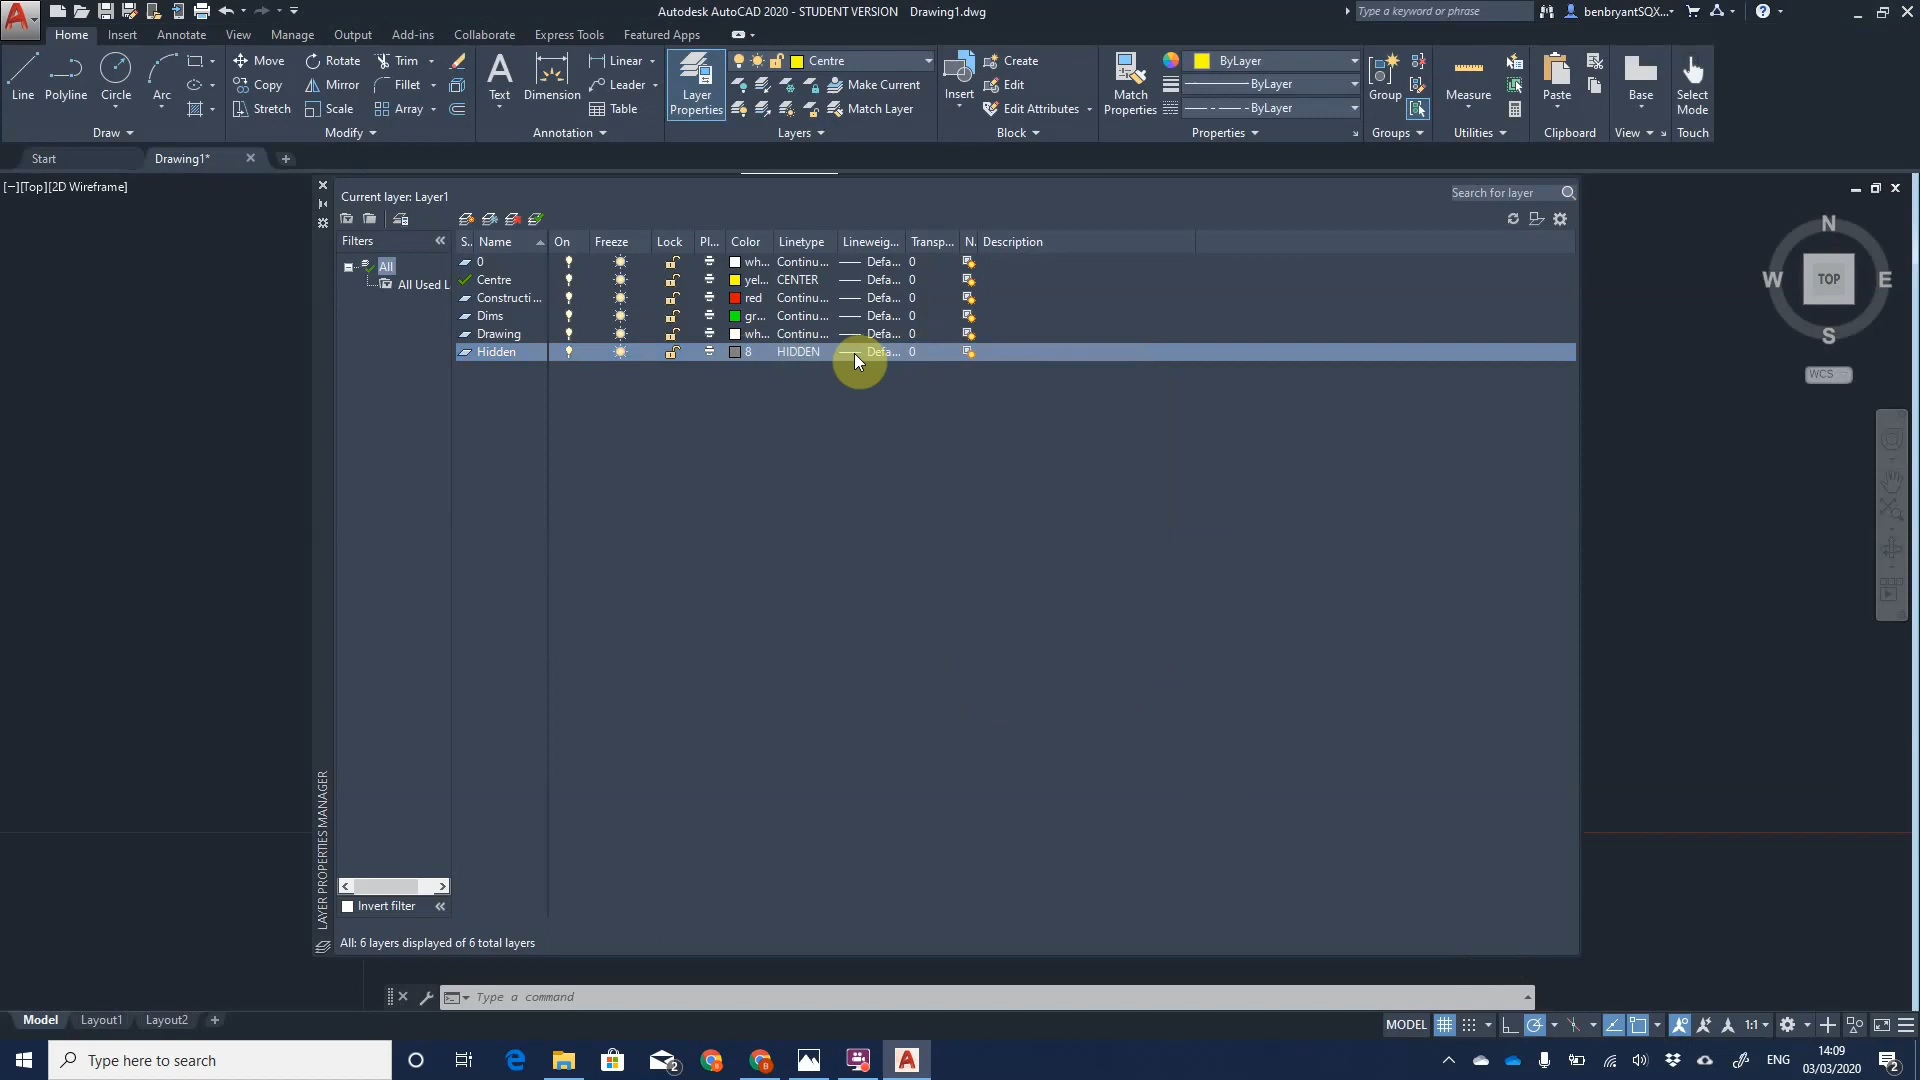 Autodesk AutoCAD 2020 - STUDENT VERSION    Drawing1.dwg
Type a keyword or phrase
benbryantSQX...
Home Insert Annotate View Manage Output Add-ins Collaborate Express Tools Featured Apps
Line Polyline Circle Arc
Draw
Move Rotate Trim
Copy Mirror Fillet
Stretch Scale Array
Modify
Text Dimension
Linear
Leader
Table
Annotation
Layer Properties
Centre
Make Current
Match Layer
Layers
Insert
Create
Edit
Edit Attributes
Block
Match Properties
ByLayer
ByLayer
ByLayer
Properties
Group
Groups
Measure
Utilities
Paste
Clipboard
Base
View
Select Mode
Touch
Start Drawing1*
[−][Top][2D Wireframe]
Current layer: Layer1
Search for layer
Filters
All
All Used L
S.. Name On Freeze Lock Pl... Color Linetype Lineweig... Transp... N. Description
0 wh... Continu... Defa... 0
Centre yel... CENTER Defa... 0
Constructi... red Continu... Defa... 0
Dims gr... Continu... Defa... 0
Drawing wh... Continu... Defa... 0
Hidden 8 HIDDEN Defa... 0
N
W TOP E
S
WCS
LAYER PROPERTIES MANAGER
Invert filter
All: 6 layers displayed of 6 total layers
Type a command
Model Layout1 Layout2
MODEL 1:1
Type here to search
2
ENG
14:09
03/03/2020
2